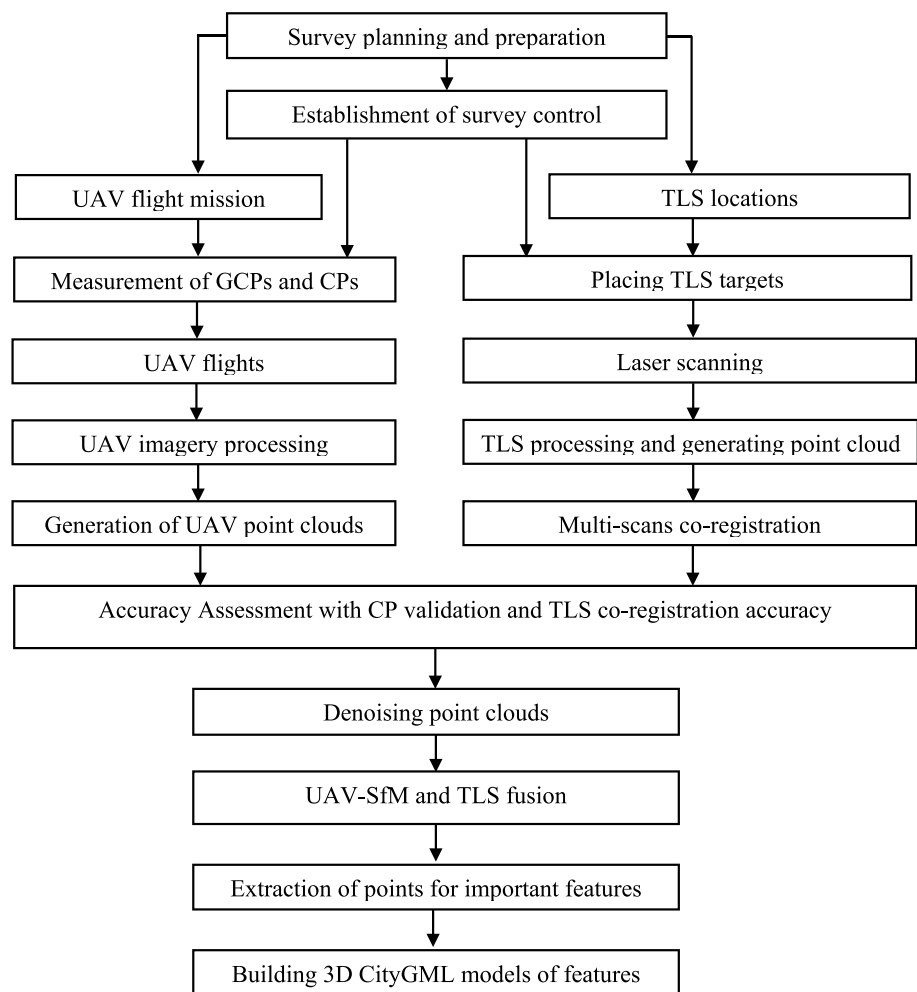 Survey planning and preparation
Establishment of survey control
UAV flight mission
TLS locations
Measurement of GCPs and CPs
Placing TLS targets
UAV flights
Laser scanning
UAV imagery processing
TLS processing and generating point cloud
Generation of UAV point clouds
Multi-scans co-registration
Accuracy Assessment with CP validation and TLS co-registration accuracy
Denoising point clouds
UAV-SfM and TLS fusion
Extraction of points for important features
Building 3D CityGML models of features